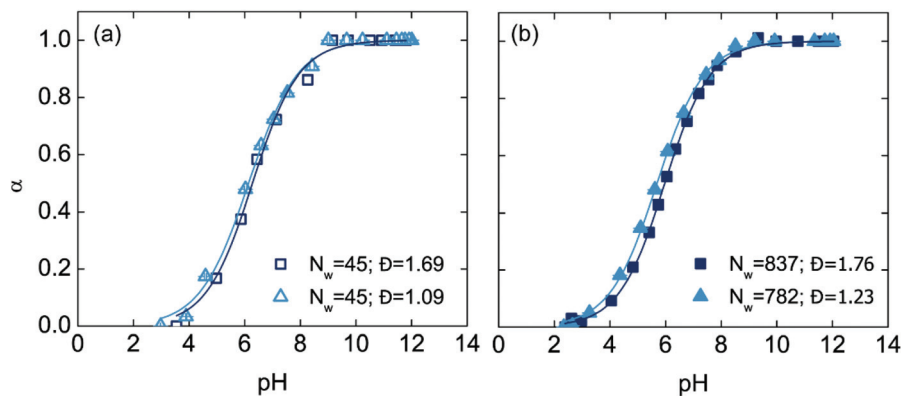 (a)
(b)
1.0
0.8
0.6
0.4
0.2
0.0
α
N_w=45; Đ=1.69
N_w=45; Đ=1.09
N_w=837; Đ=1.76
N_w=782; Đ=1.23
2 4 6 8 10 12 14
0 2 4 6 8 10 12 14
pH
pH